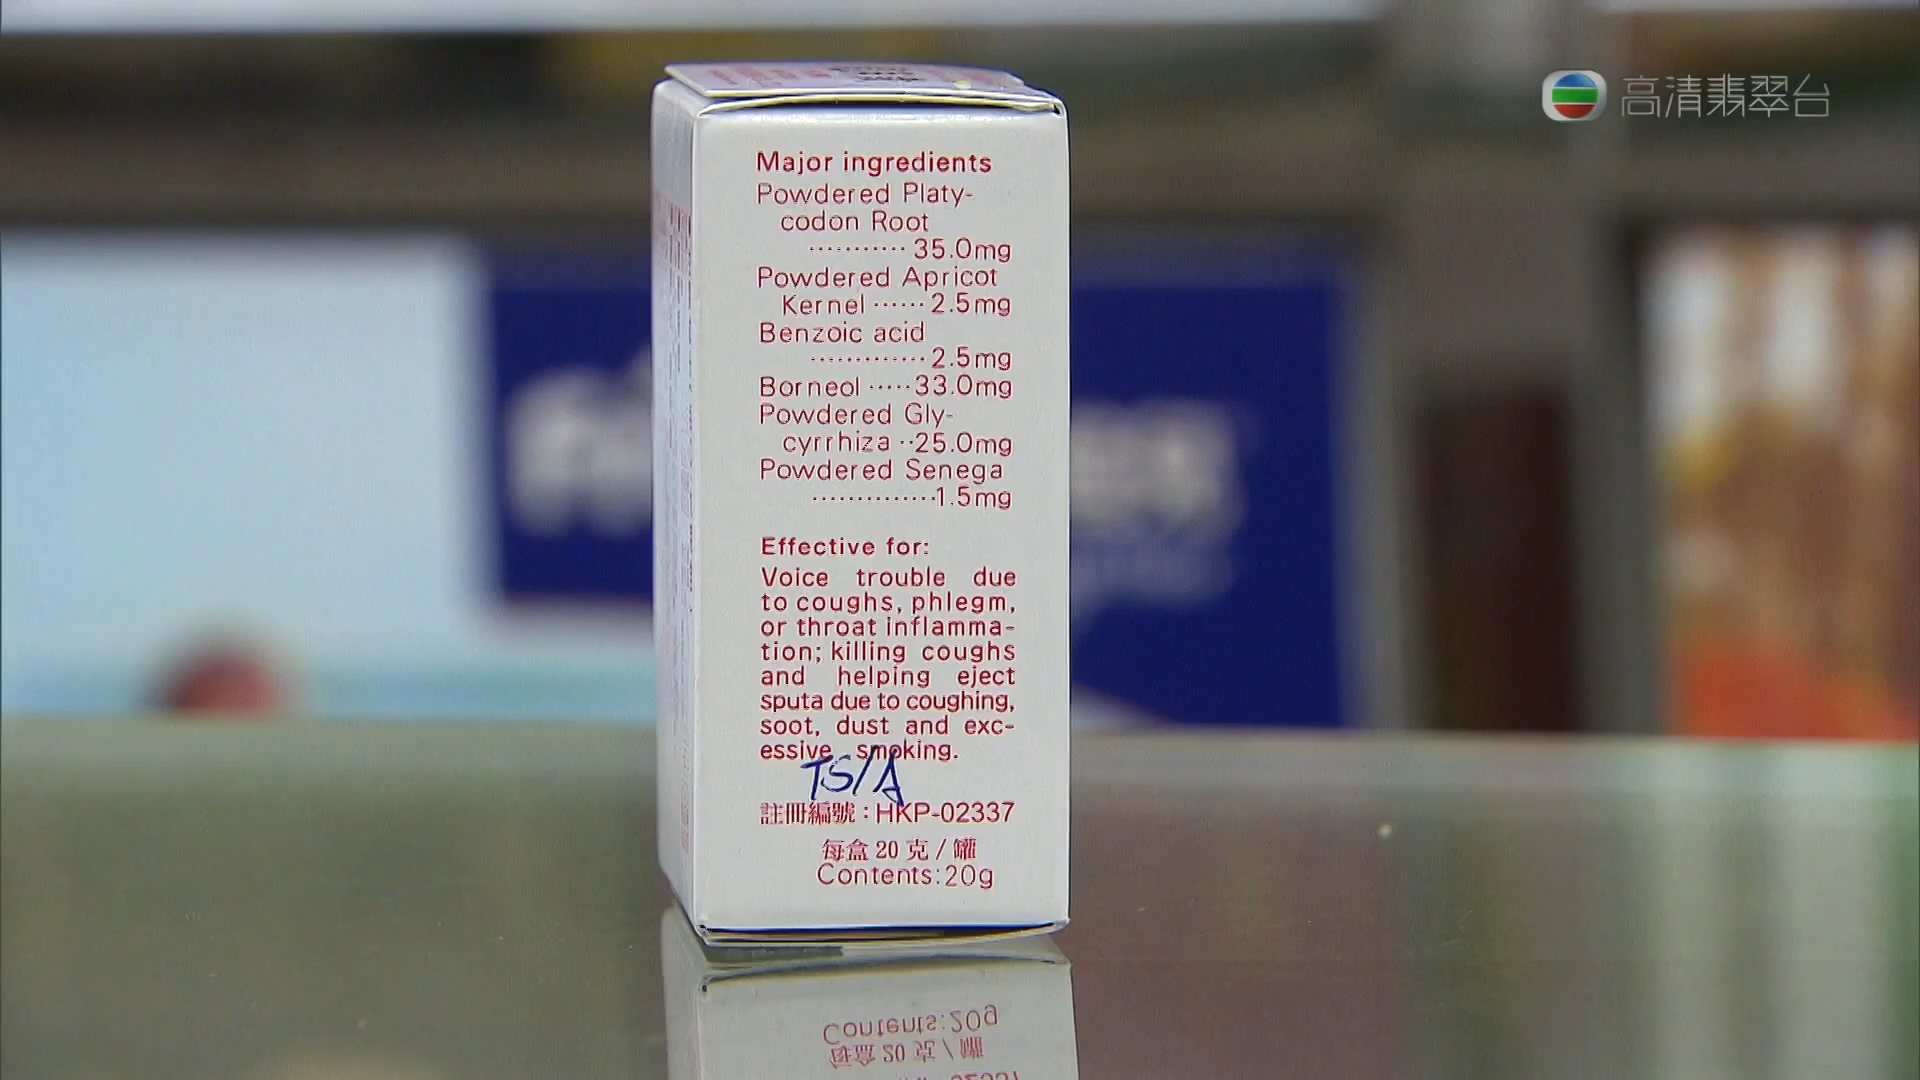 高清翡翠台
Major ingredients
Powdered Platy-
codon Root
··········· 35.0mg
Powdered Apricot
Kernel ······ 2.5mg
Benzoic acid
············· 2.5mg
Borneol ····· 33.0mg
Powdered Gly-
cyrrhiza ·· 25.0mg
Powdered Senega
·············· 1.5mg
Effective for:
Voice trouble due
to coughs, phlegm,
or throat inflamma-
tion; killing coughs
and helping eject
sputa due to coughing,
soot, dust and exc-
essive smoking.
TS/A
註冊編號：HKP-02337
每盒 20 克 / 罐
Contents:20g